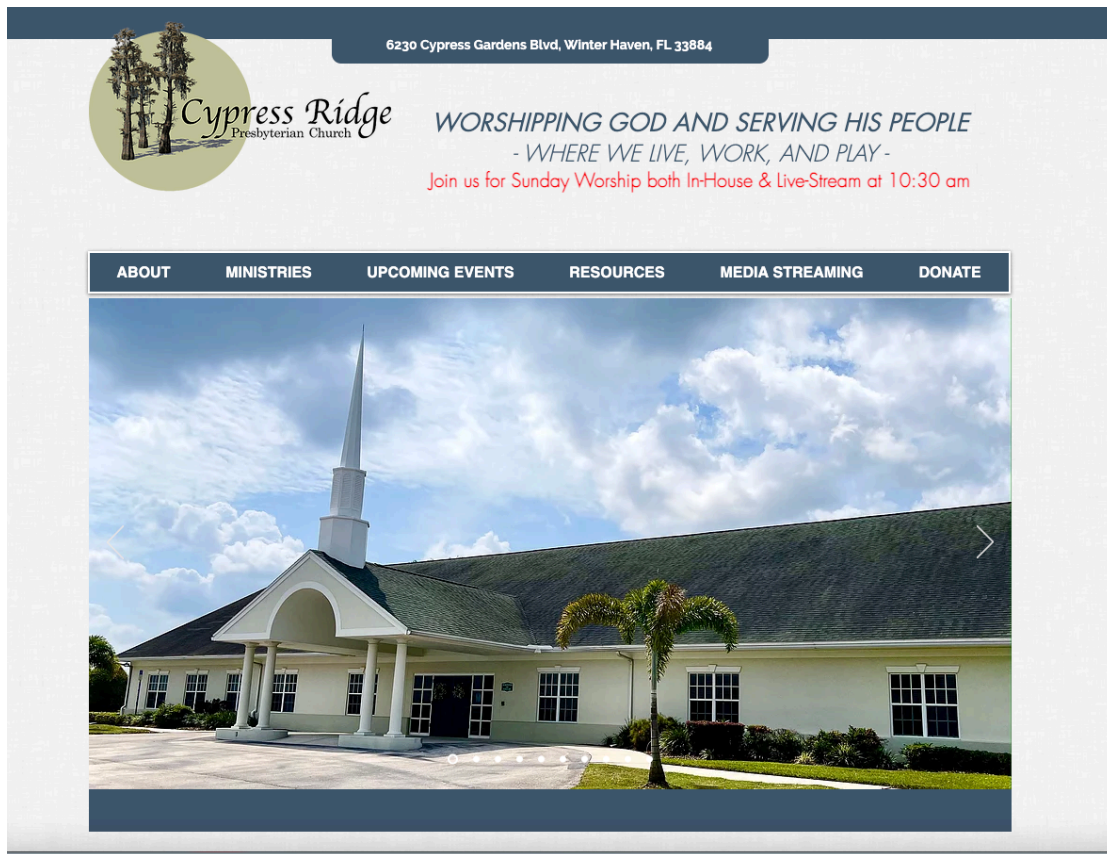 6230 Cypress Gardens Blvd, Winter Haven, FL 33884
Cypress Ridge
Presbyterian Church
WORSHIPPING GOD AND SERVING HIS PEOPLE
- WHERE WE LIVE, WORK, AND PLAY -
Join us for Sunday Worship both In-House & Live-Stream at 10:30 am
ABOUT MINISTRIES UPCOMING EVENTS RESOURCES MEDIA STREAMING DONATE